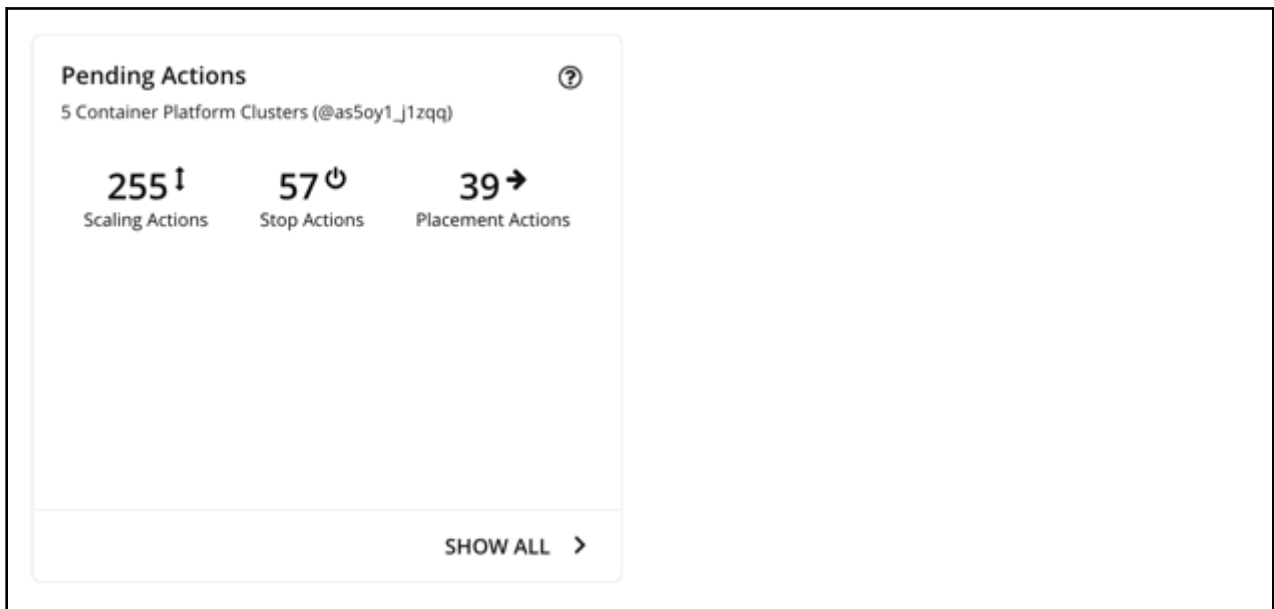 Pending Actions
5 Container Platform Clusters (@as5oy1_j1zqq)
255 57 39
Scaling Actions Stop Actions Placement Actions
SHOW ALL